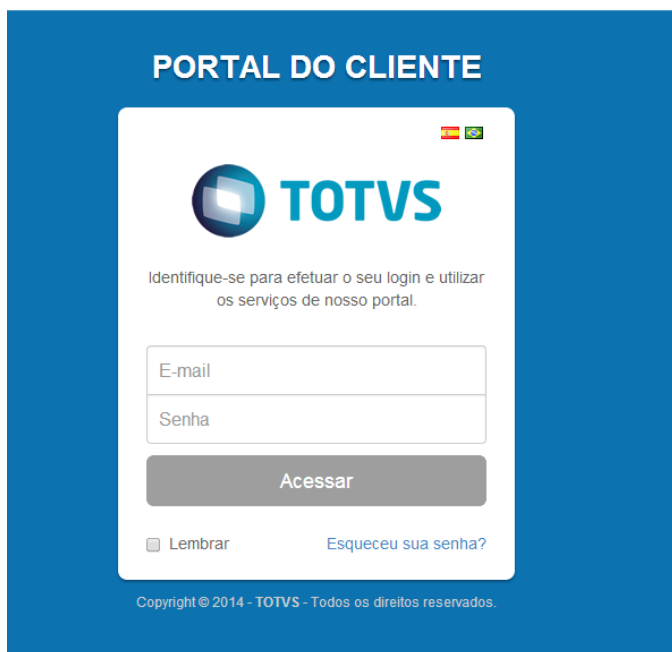 PORTAL DO CLIENTE
TOTVS
Identifique-se para efetuar o seu login e utilizar
os serviços de nosso portal.
E-mail
Senha
Acessar
Lembrar Esqueceu sua senha?
Copyright © 2014 - TOTVS - Todos os direitos reservados.